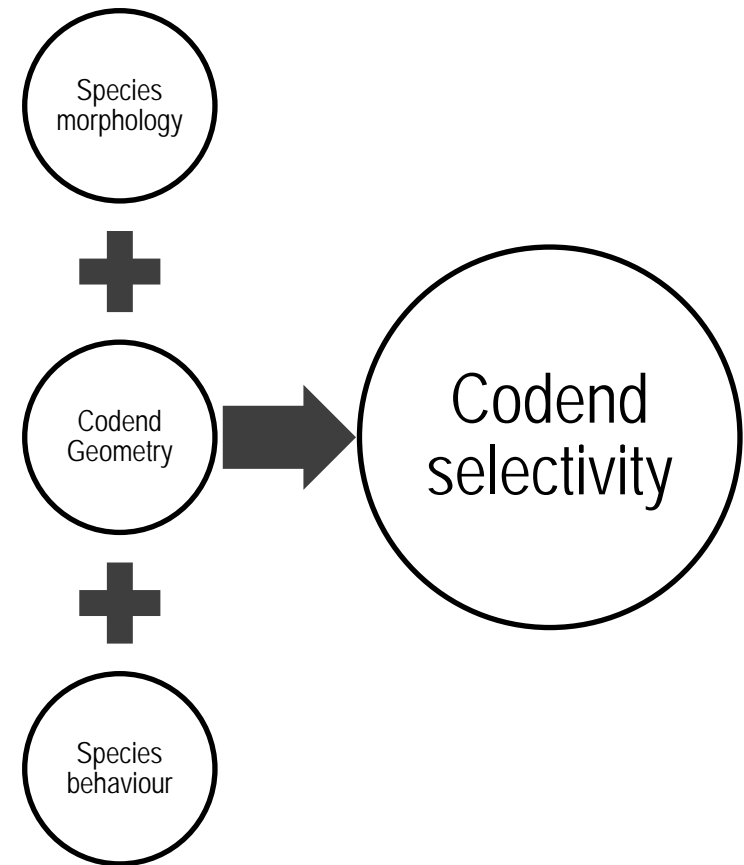 Species
morphology
Codend
Geometry
Species
behaviour
Codend
selectivity